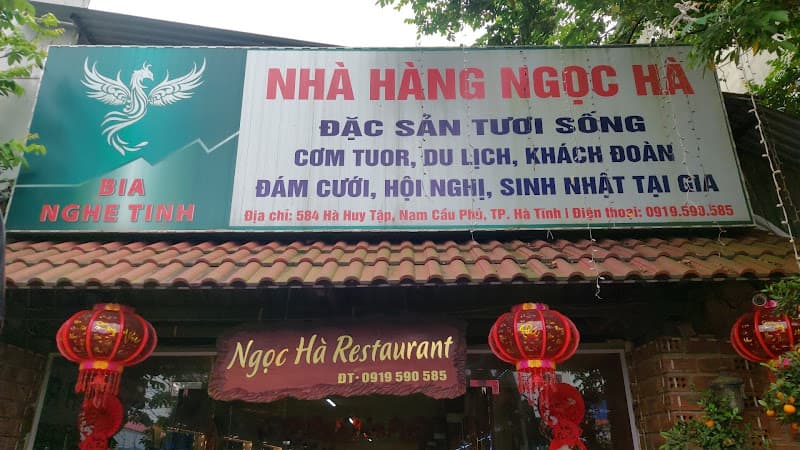 BIA
NGHE TINH
NHÀ HÀNG NGỌC HÀ
ĐẶC SẢN TƯƠI SỐNG
CƠM TUOR, DU LỊCH, KHÁCH ĐOÀN
ĐÁM CƯỚI, HỘI NGHỊ, SINH NHẬT TẠI GIA
Địa chỉ: 584 Hà Huy Tập, Nam Cầu Phủ, TP. Hà Tĩnh | Điện thoại: 0919.590.585
Ngọc Hà Restaurant
ĐT • 0919 590 585